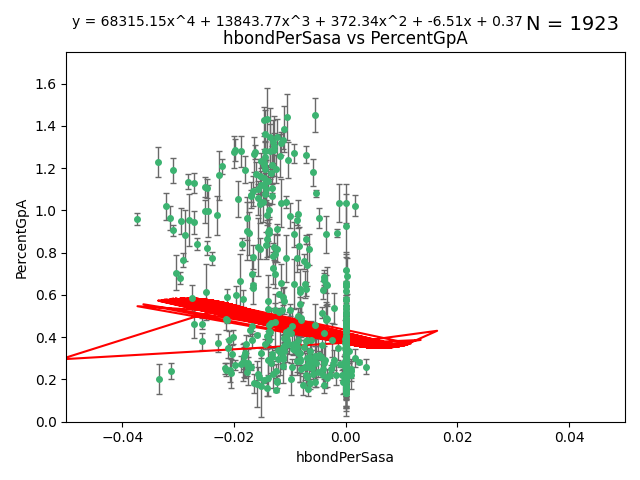 y = 68315.15x^4 + 13843.77x^3 + 372.34x^2 + -6.51x + 0.37 N = 1923
hbondPerSasa vs PercentGpA
1.6
1.4
1.2
1.0
0.8
0.6
0.4
0.2
0.0
PercentGpA
−0.04 −0.02 0.00 0.02 0.04
hbondPerSasa